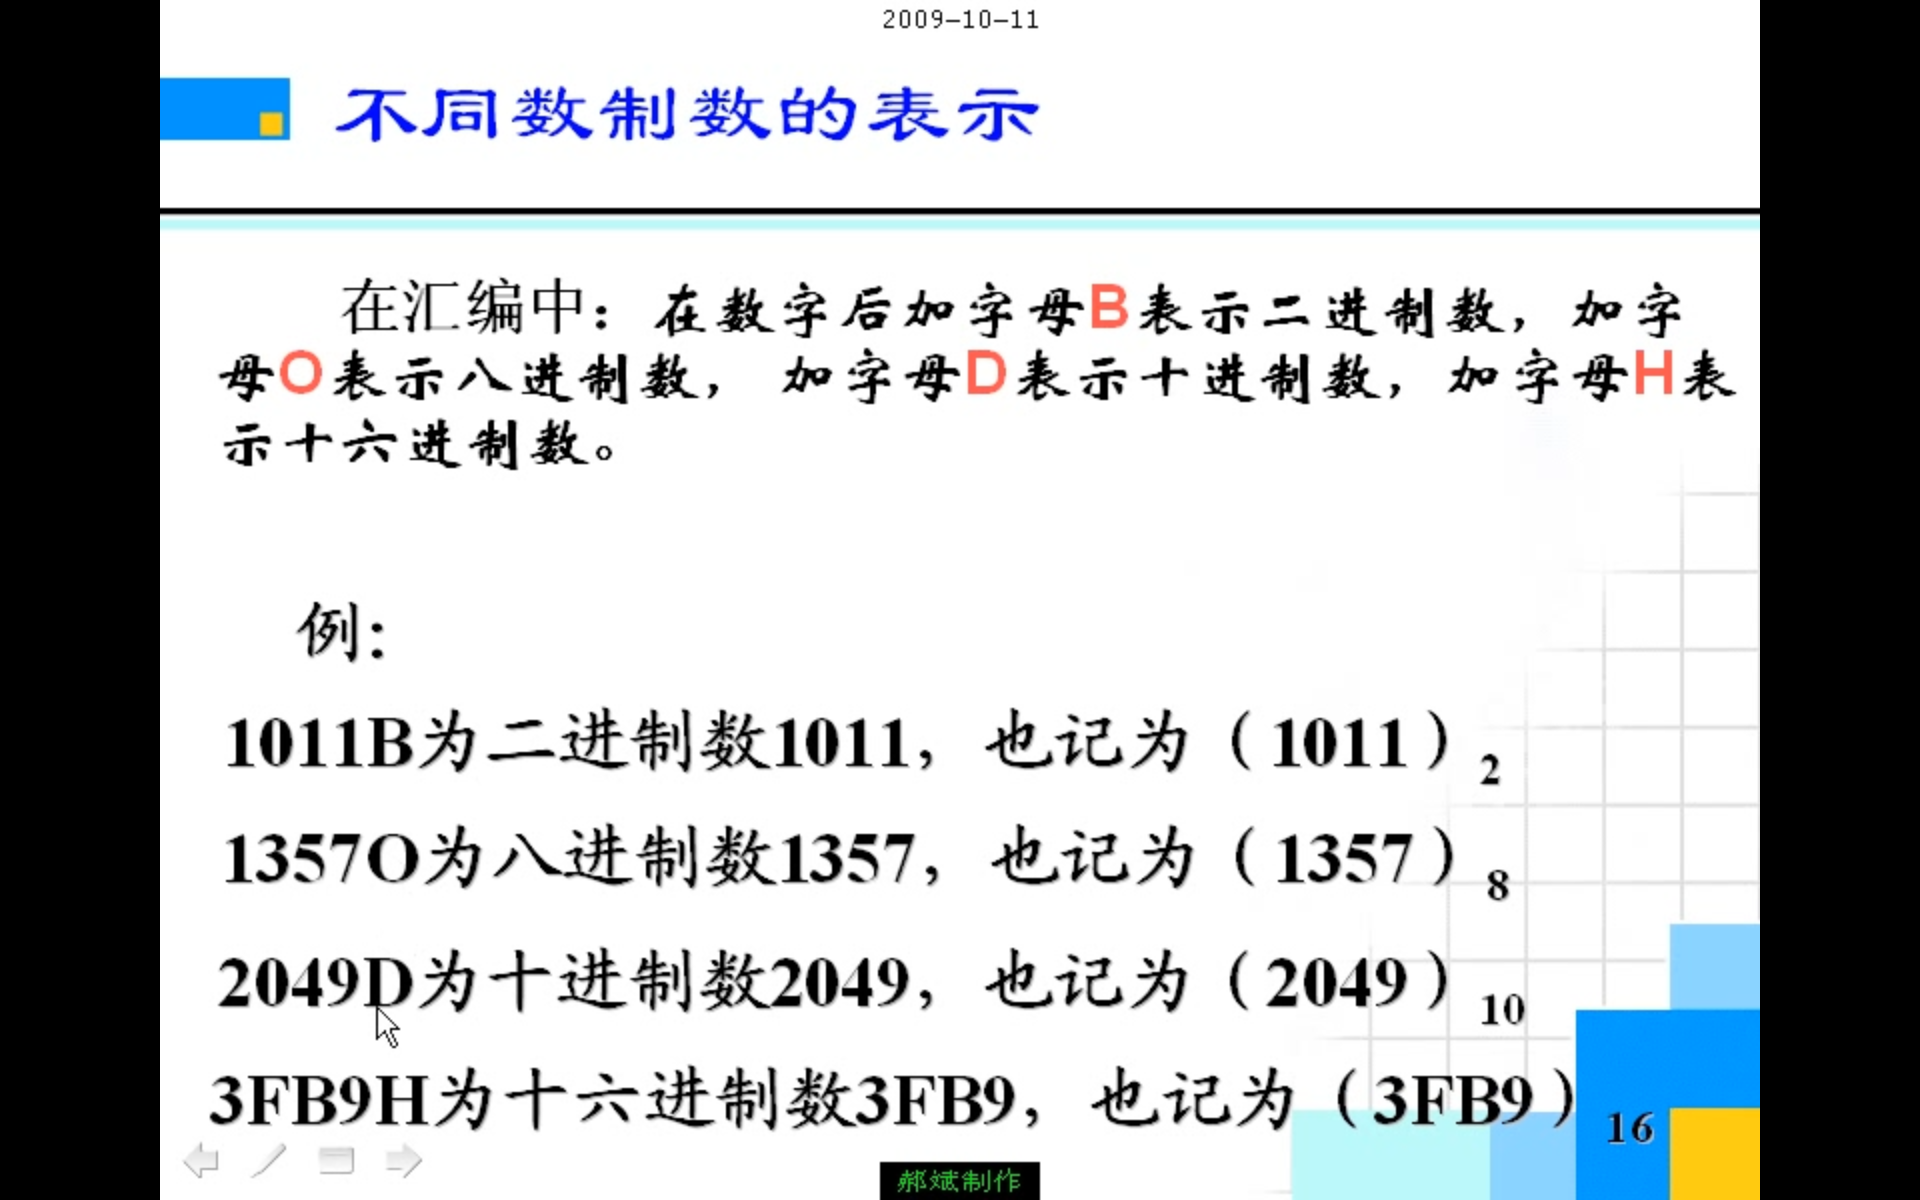 2009-10-11
不同数制数的表示
在汇编中：在数字后加字母B表示二进制数，加字
母O表示八进制数， 加字母D表示十进制数，加字母H表
示十六进制数。
例：
1011B为二进制数1011，也记为（1011）2
1357O为八进制数1357，也记为（1357）8
2049D为十进制数2049，也记为（2049）10
3FB9H为十六进制数3FB9，也记为（3FB9）16
郝斌制作